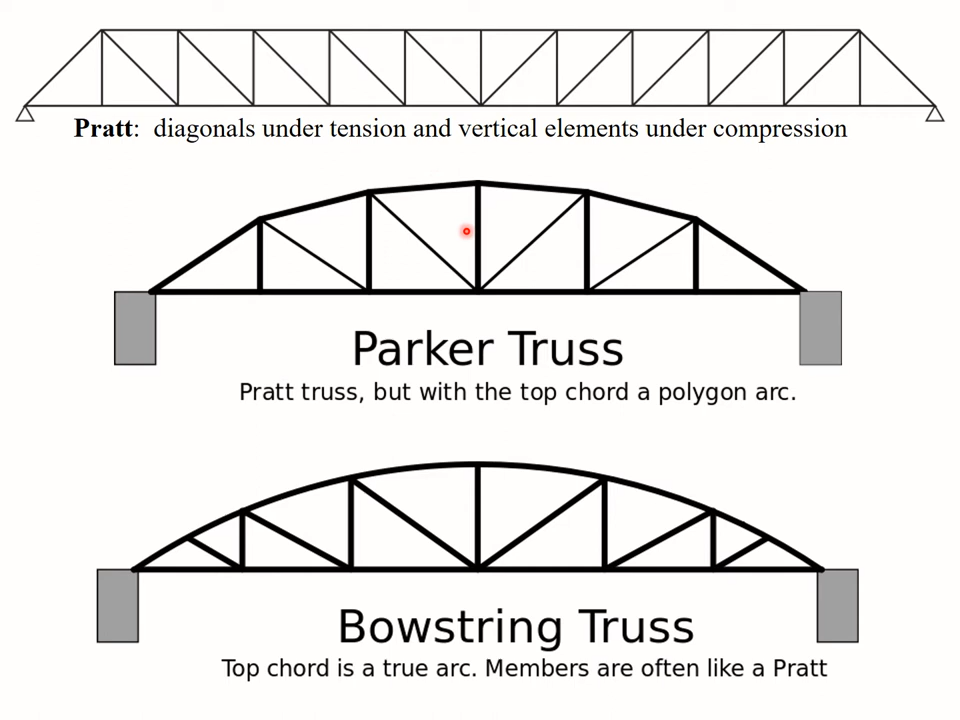 Pratt:  diagonals under tension and vertical elements under compression
Parker Truss
Pratt truss, but with the top chord a polygon arc.
Bowstring Truss
Top chord is a true arc. Members are often like a Pratt